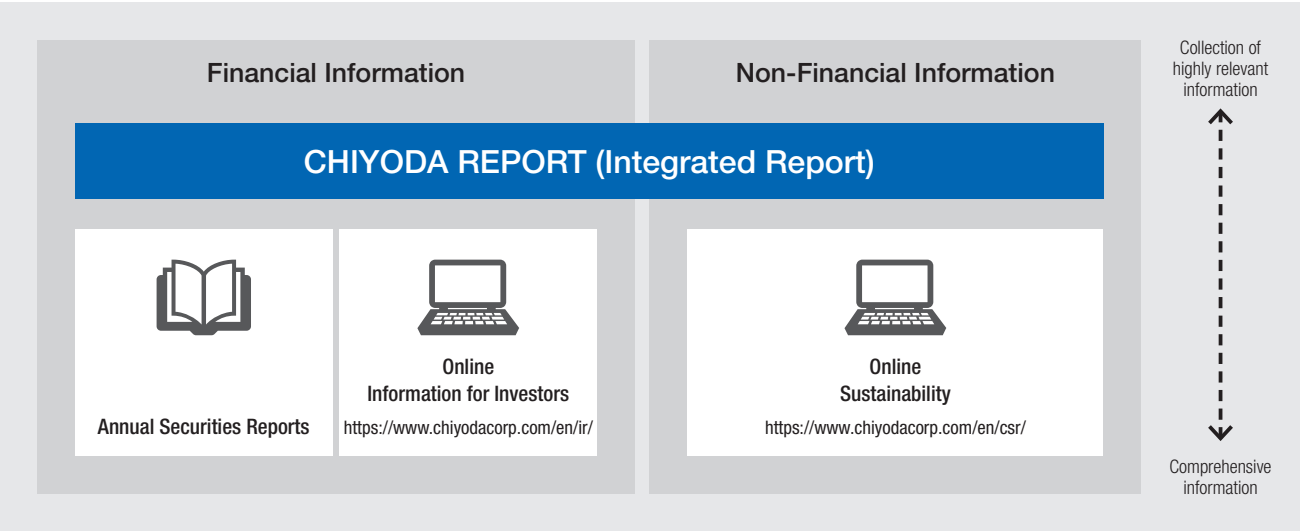 Financial Information
Non-Financial Information
Collection of
highly relevant
information
CHIYODA REPORT (Integrated Report)
Annual Securities Reports
Online
Information for Investors
https://www.chiyodacorp.com/en/ir/
Online
Sustainability
https://www.chiyodacorp.com/en/csr/
Comprehensive
information